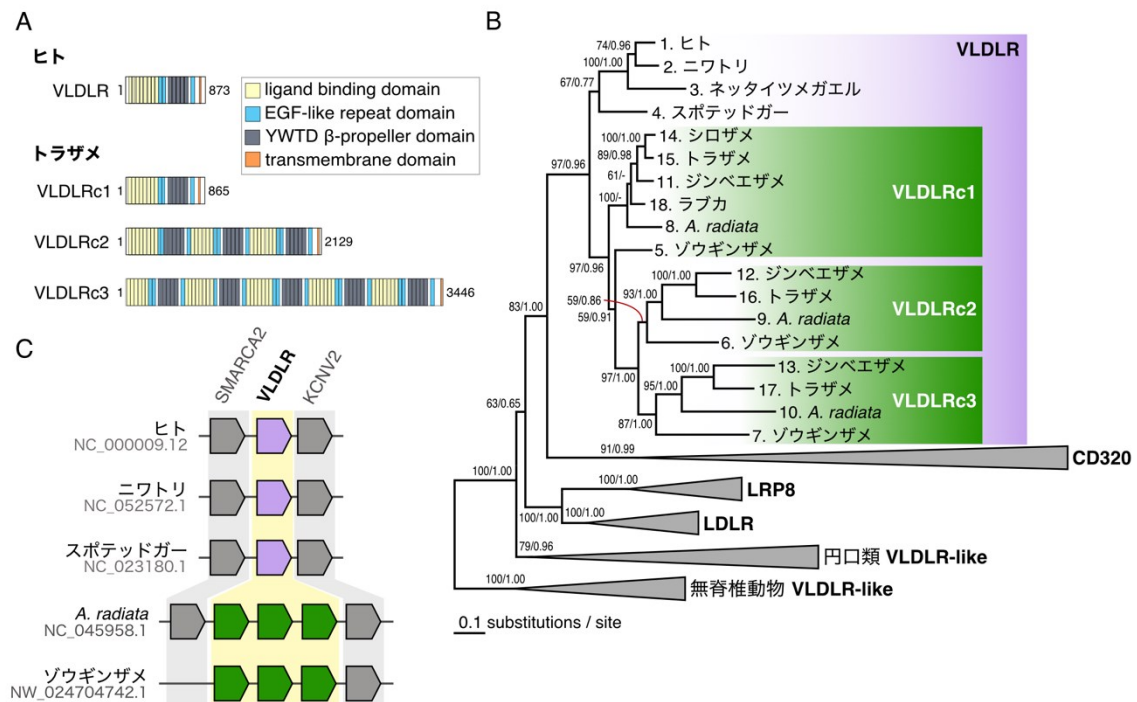 A
ヒト
VLDLR 1 873
ligand binding domain
EGF-like repeat domain
YWTD β-propeller domain
transmembrane domain
トラザメ
VLDLRc1 1 865
VLDLRc2 1 2129
VLDLRc3 1 3446
B
VLDLR
74/0.96
1. ヒト
100/1.00
2. ニワトリ
67/0.77
3. ネッタイツメガエル
4. スポテッドガー
100/1.00
14. シロザメ
89/0.98
15. トラザメ
97/0.96
61/-
11. ジンベエザメ
VLDLRc1
100/-
18. ラブカ
8. A. radiata
5. ゾウギンザメ
97/0.96
12. ジンベエザメ
100/1.00
16. トラザメ
59/0.86
93/1.00
VLDLRc2
83/1.00
59/0.91
9. A. radiata
6. ゾウギンザメ
13. ジンベエザメ
100/1.00
97/1.00
95/1.00
17. トラザメ
VLDLRc3
63/0.65
10. A. radiata
87/1.00
7. ゾウギンザメ
91/0.99
CD320
100/1.00
100/1.00
LRP8
100/1.00
100/1.00
LDLR
79/0.96
円口類 VLDLR-like
100/1.00
無脊椎動物 VLDLR-like
0.1 substitutions / site
C
SMARCA2
VLDLR
KCNV2
ヒト
NC_000009.12
ニワトリ
NC_052572.1
スポテッドガー
NC_023180.1
A. radiata
NC_045958.1
ゾウギンザメ
NW_024704742.1